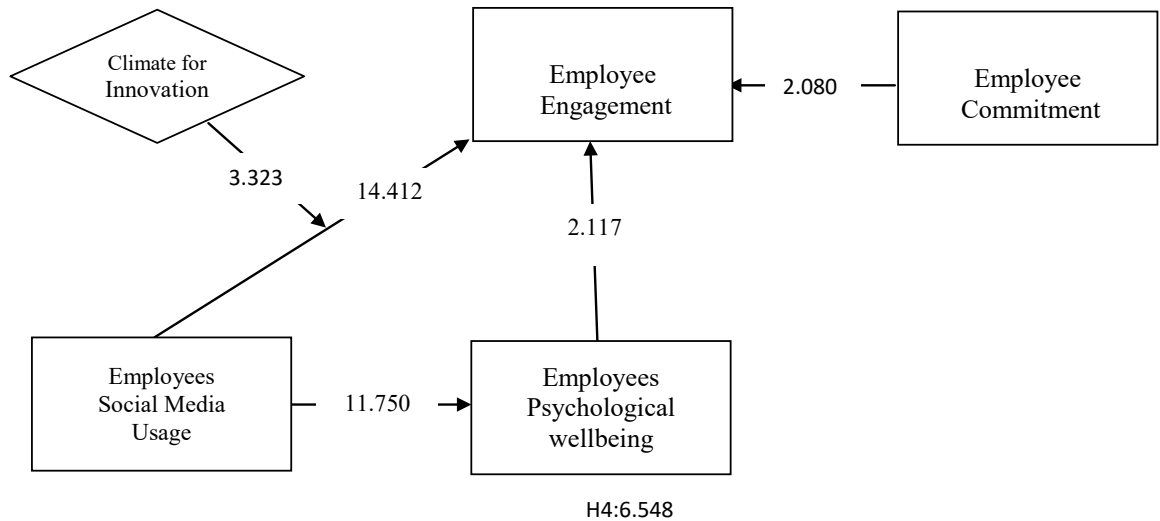 Climate for
Innovation
Employee
Engagement
Employee
Commitment
2.080
3.323
14.412
2.117
Employees
Social Media
Usage
11.750
Employees
Psychological
wellbeing
H4:6.548